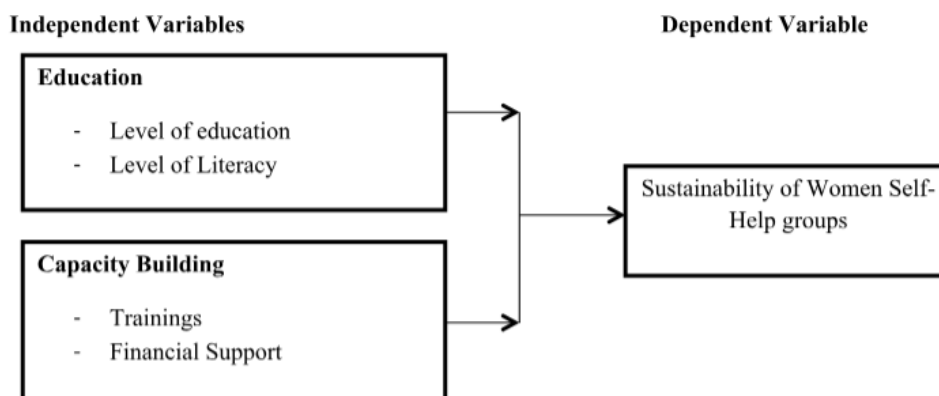 Independent Variables
Dependent Variable
Education
- Level of education
- Level of Literacy
Sustainability of Women Self-
Help groups
Capacity Building
- Trainings
- Financial Support